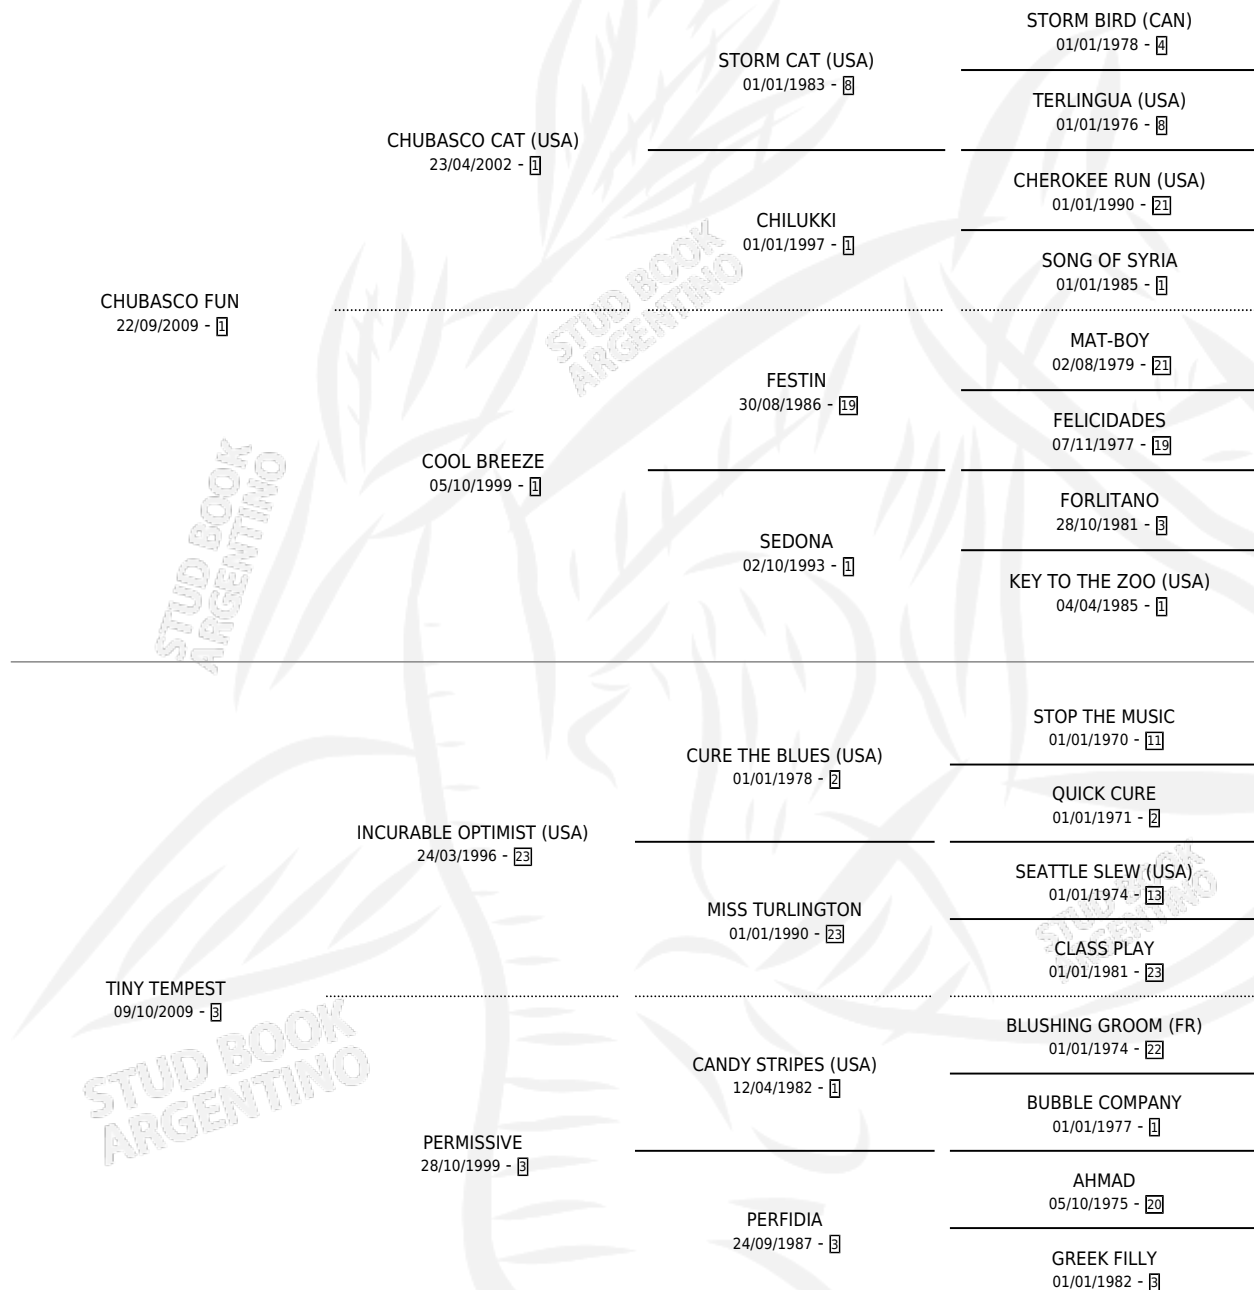 STORM BIRD (CAN)
01/01/1978 - 4
STORM CAT (USA)
01/01/1983 - 8
TERLINGUA (USA)
01/01/1976 - 8
CHUBASCO CAT (USA)
23/04/2002 - 1
CHEROKEE RUN (USA)
01/01/1990 - 21
CHILUKKI
01/01/1997 - 1
SONG OF SYRIA
01/01/1985 - 1
CHUBASCO FUN
22/09/2009 - 1
MAT-BOY
02/08/1979 - 21
FESTIN
30/08/1986 - 19
FELICIDADES
07/11/1977 - 19
COOL BREEZE
05/10/1999 - 1
FORLITANO
28/10/1981 - 3
SEDONA
02/10/1993 - 1
KEY TO THE ZOO (USA)
04/04/1985 - 1
STOP THE MUSIC
01/01/1970 - 11
CURE THE BLUES (USA)
01/01/1978 - 2
QUICK CURE
01/01/1971 - 2
INCURABLE OPTIMIST (USA)
24/03/1996 - 23
SEATTLE SLEW (USA)
01/01/1974 - 13
MISS TURLINGTON
01/01/1990 - 23
CLASS PLAY
01/01/1981 - 23
TINY TEMPEST
09/10/2009 - 3
BLUSHING GROOM (FR)
01/01/1974 - 22
CANDY STRIPES (USA)
12/04/1982 - 1
BUBBLE COMPANY
01/01/1977 - 1
PERMISSIVE
28/10/1999 - 3
AHMAD
05/10/1975 - 20
PERFIDIA
24/09/1987 - 3
GREEK FILLY
01/01/1982 - 3
STUD BOOK
ARGENTINO
STUD BOOK
ARGENTINO
STUD BOOK
ARGENTINO
STUD BOOK
ARGENTINO